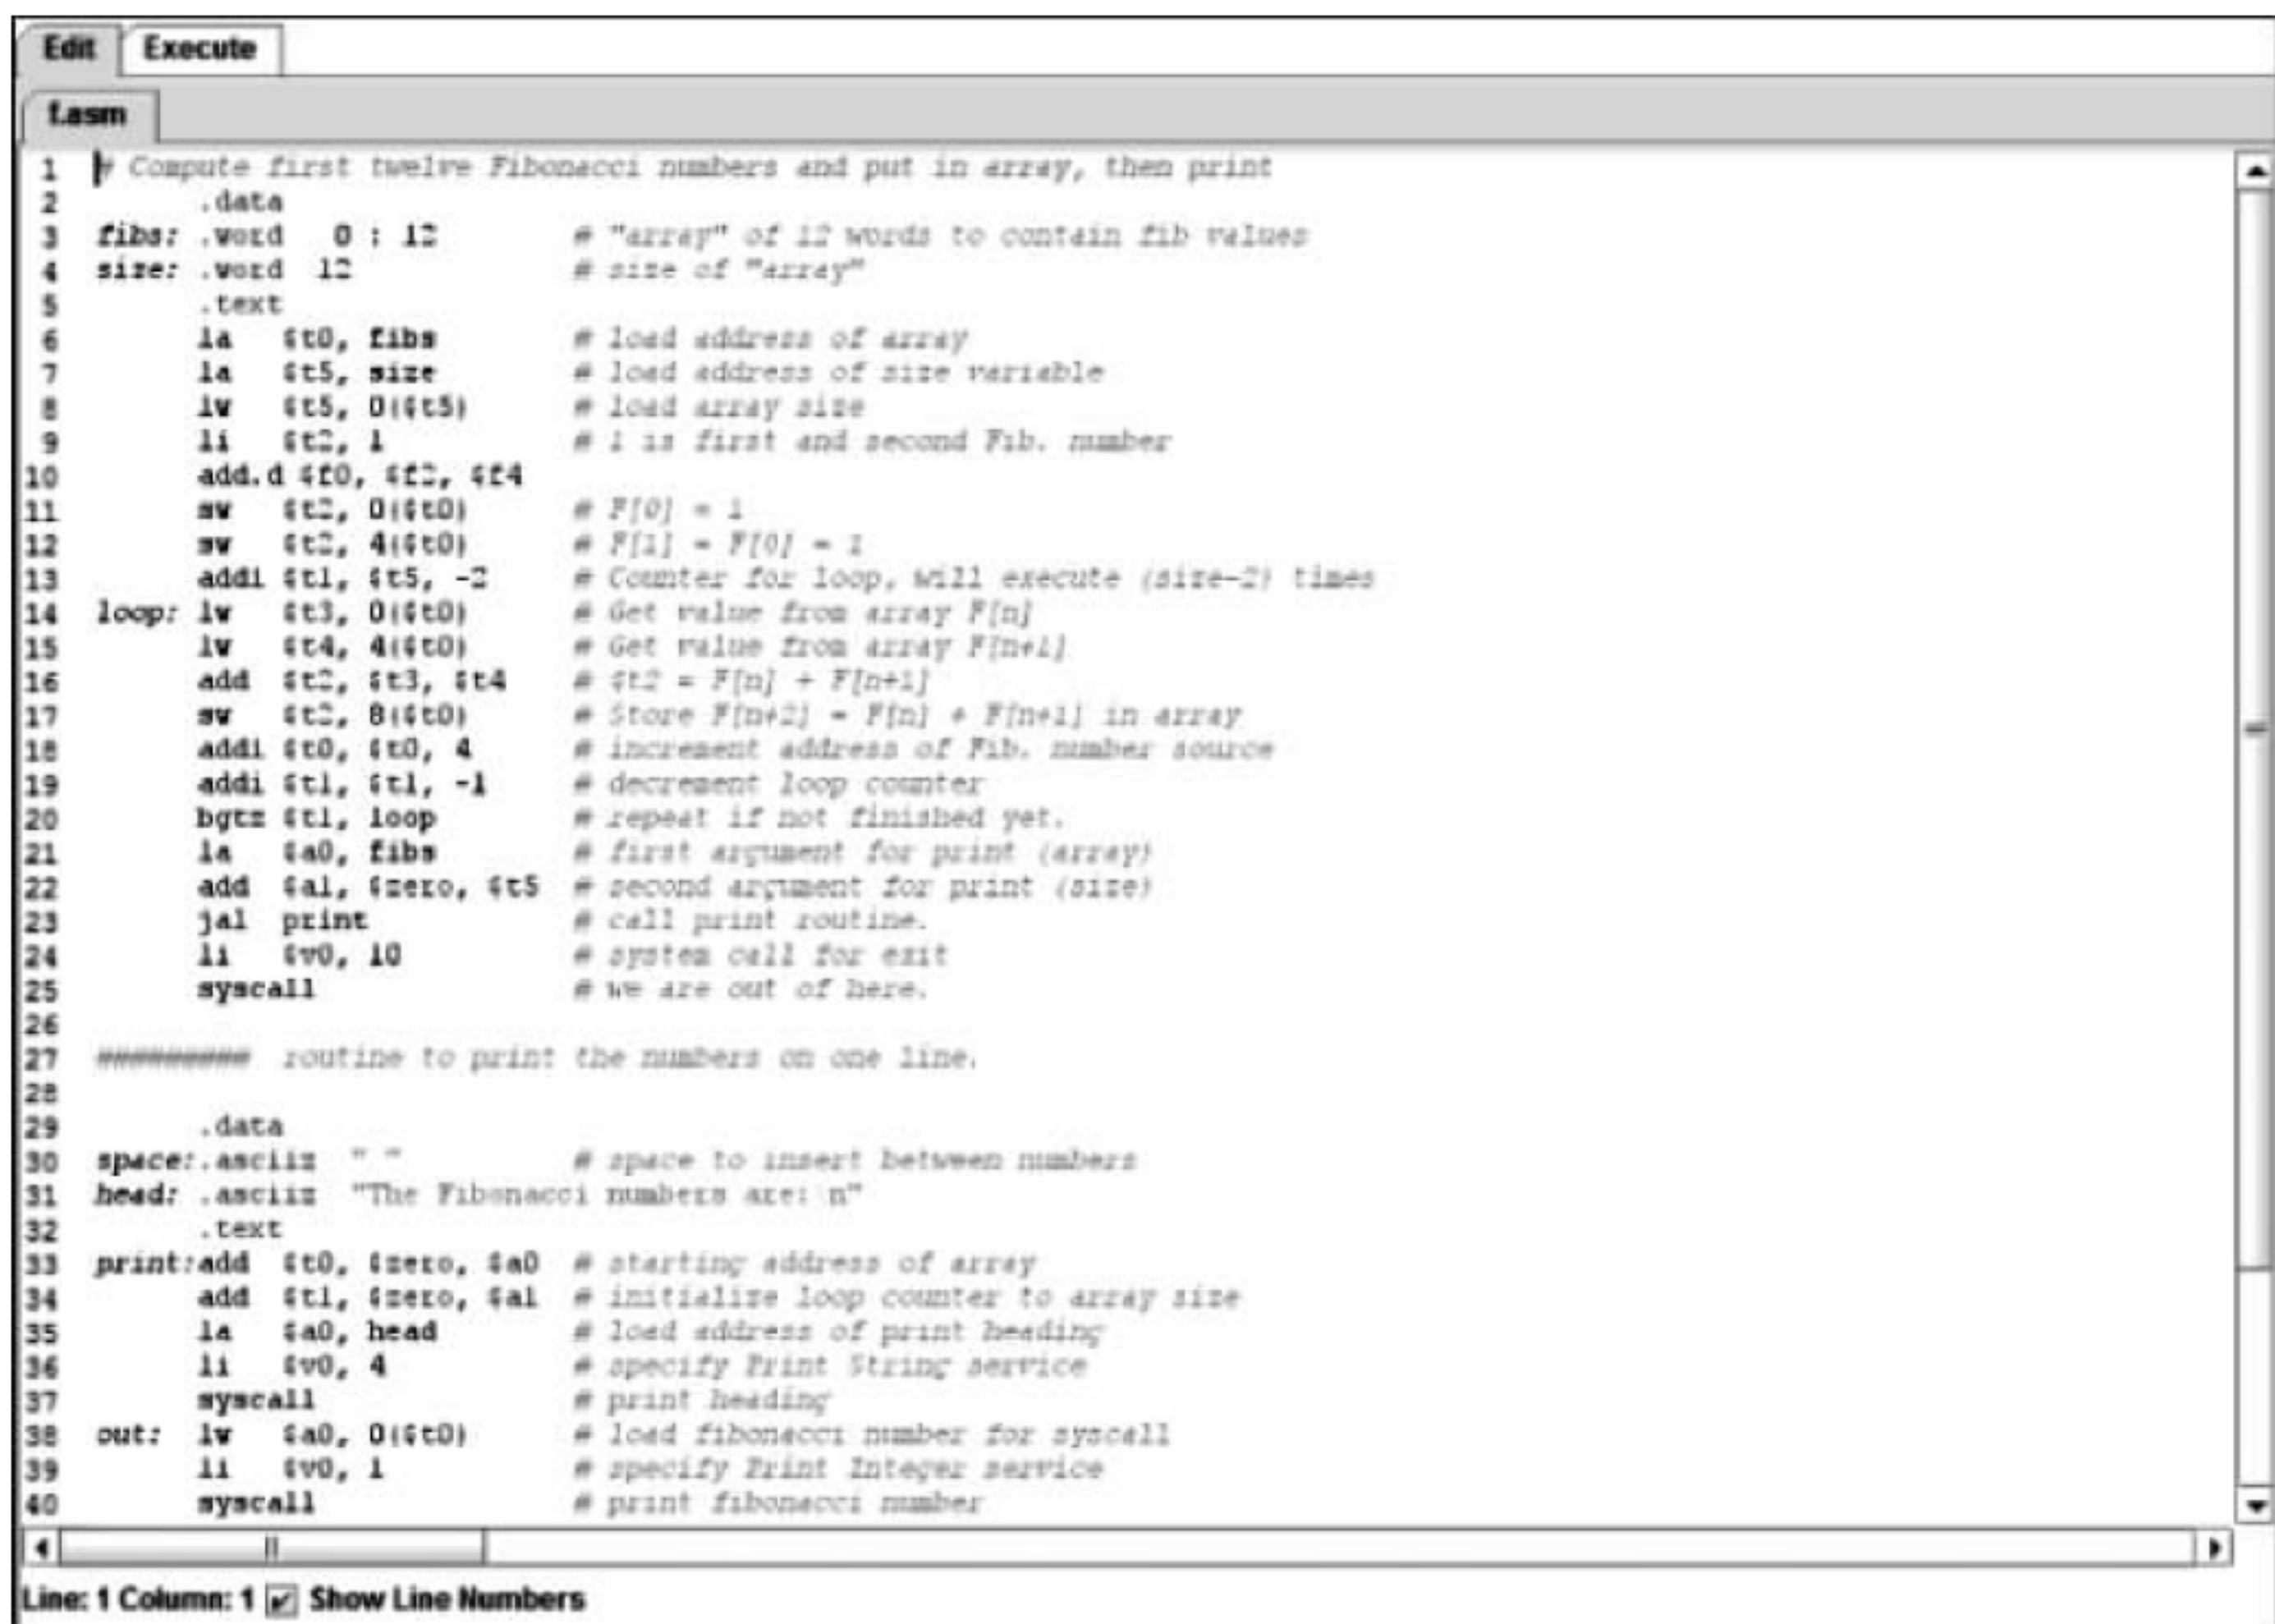 Edit Execute
f.asm
1 # Compute first twelve Fibonacci numbers and put in array, then print
2 .data
3 fibs: .word 0 : 12 # "array" of 12 words to contain fib values
4 size: .word 12 # size of "array"
5 .text
6 la $t0, fibs # load address of array
7 la $t5, size # load address of size variable
8 lw $t5, 0($t5) # load array size
9 li $t2, 1 # 1 is first and second Fib. number
10 add.d $f0, $f2, $f4
11 sw $t2, 0($t0) # F[0] = 1
12 sw $t2, 4($t0) # F[1] = F[0] = 1
13 addi $t1, $t5, -2 # Counter for loop, will execute (size-2) times
14 loop: lw $t3, 0($t0) # Get value from array F[n]
15 lw $t4, 4($t0) # Get value from array F[n+1]
16 add $t2, $t3, $t4 # $t2 = F[n] + F[n+1]
17 sw $t2, 8($t0) # Store F[n+2] = F[n] + F[n+1] in array
18 addi $t0, $t0, 4 # increment address of Fib. number source
19 addi $t1, $t1, -1 # decrement loop counter
20 bgtz $t1, loop # repeat if not finished yet.
21 la $a0, fibs # first argument for print (array)
22 add $a1, $zero, $t5 # second argument for print (size)
23 jal print # call print routine.
24 li $v0, 10 # system call for exit
25 syscall # we are out of here.
26
27 ######### routine to print the numbers on one line.
28
29 .data
30 space:.asciiz " " # space to insert between numbers
31 head: .asciiz "The Fibonacci numbers are:\n"
32 .text
33 print:add $t0, $zero, $a0 # starting address of array
34 add $t1, $zero, $a1 # initialize loop counter to array size
35 la $a0, head # load address of print heading
36 li $v0, 4 # specify Print String service
37 syscall # print heading
38 out: lw $a0, 0($t0) # load fibonacci number for syscall
39 li $v0, 1 # specify Print Integer service
40 syscall # print fibonacci number
Line: 1 Column: 1 Show Line Numbers